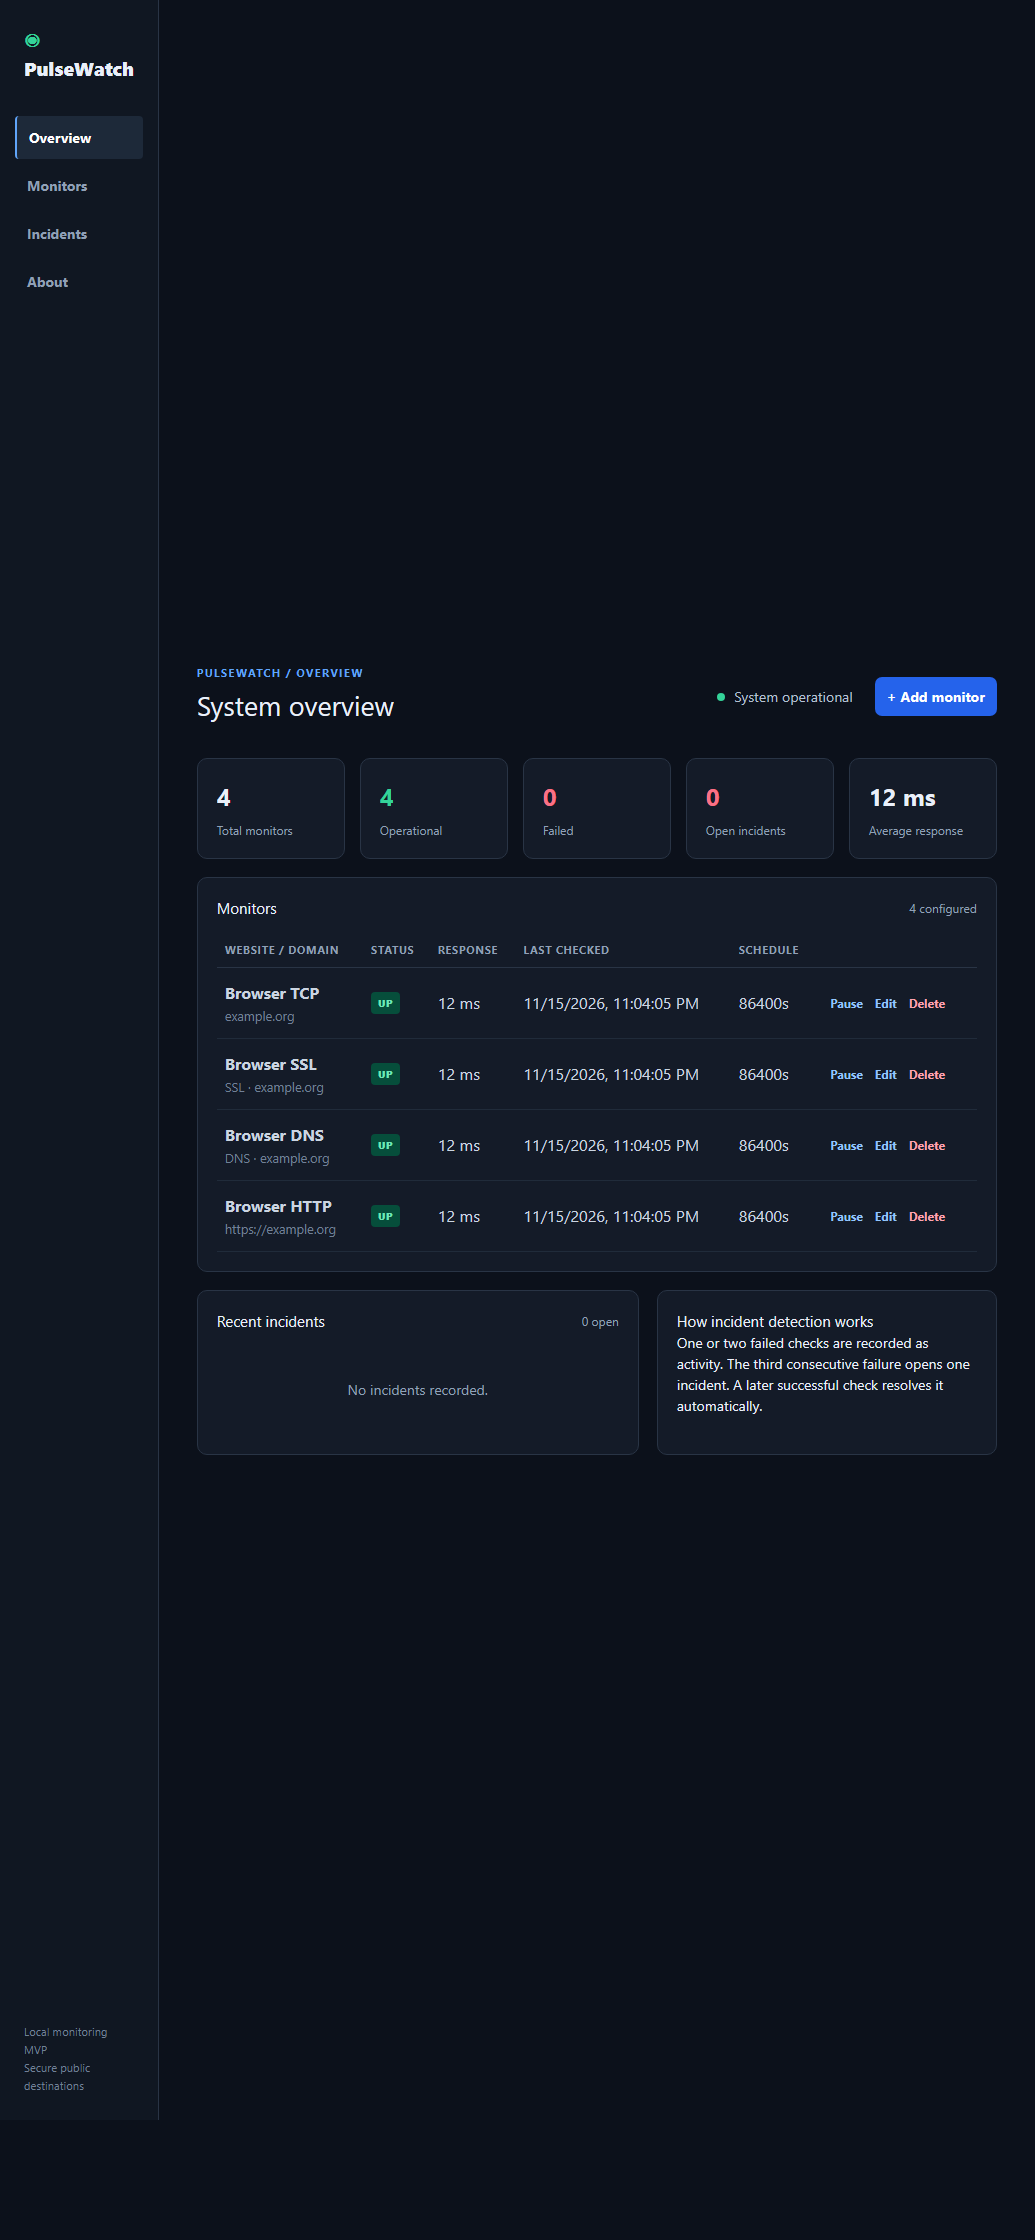 PulseWatch
Overview
Monitors
Incidents
About
PULSEWATCH / OVERVIEW
System overview
System operational
+ Add monitor
4
Total monitors
4
Operational
0
Failed
0
Open incidents
12 ms
Average response
Monitors
4 configured
WEBSITE / DOMAIN STATUS RESPONSE LAST CHECKED SCHEDULE
Browser TCP
example.org
UP 12 ms 11/15/2026, 11:04:05 PM 86400s Pause Edit Delete
Browser SSL
SSL · example.org
UP 12 ms 11/15/2026, 11:04:05 PM 86400s Pause Edit Delete
Browser DNS
DNS · example.org
UP 12 ms 11/15/2026, 11:04:05 PM 86400s Pause Edit Delete
Browser HTTP
https://example.org
UP 12 ms 11/15/2026, 11:04:05 PM 86400s Pause Edit Delete
Recent incidents
0 open
No incidents recorded.
How incident detection works
One or two failed checks are recorded as
activity. The third consecutive failure opens one
incident. A later successful check resolves it
automatically.
Local monitoring
MVP
Secure public
destinations